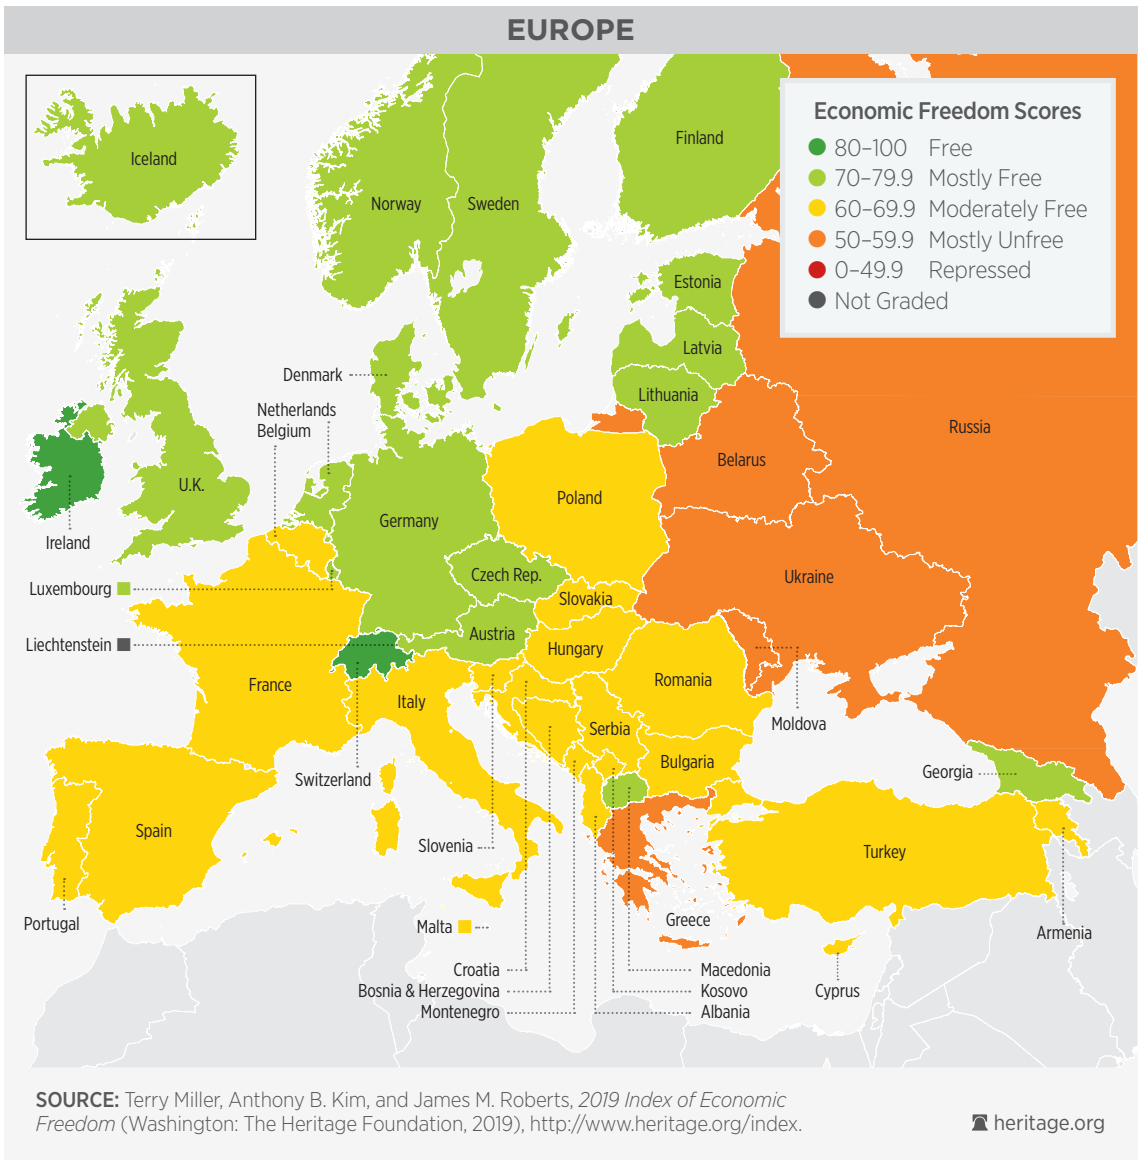 EUROPE
Economic Freedom Scores
80–100 Free
70–79.9 Mostly Free
60–69.9 Moderately Free
50–59.9 Mostly Unfree
0–49.9 Repressed
Not Graded
Iceland
Finland
Norway
Sweden
Estonia
Latvia
Denmark
Lithuania
Netherlands
Belgium
Russia
Belarus
U.K.
Poland
Germany
Ireland
Czech Rep.
Ukraine
Luxembourg
Slovakia
Austria
Liechtenstein
Hungary
France
Romania
Italy
Moldova
Serbia
Bulgaria
Georgia
Switzerland
Spain
Slovenia
Turkey
Portugal
Malta
Greece
Armenia
Croatia
Macedonia
Bosnia & Herzegovina
Kosovo
Cyprus
Montenegro
Albania
SOURCE: Terry Miller, Anthony B. Kim, and James M. Roberts, 2019 Index of Economic
Freedom (Washington: The Heritage Foundation, 2019), http://www.heritage.org/index.
heritage.org